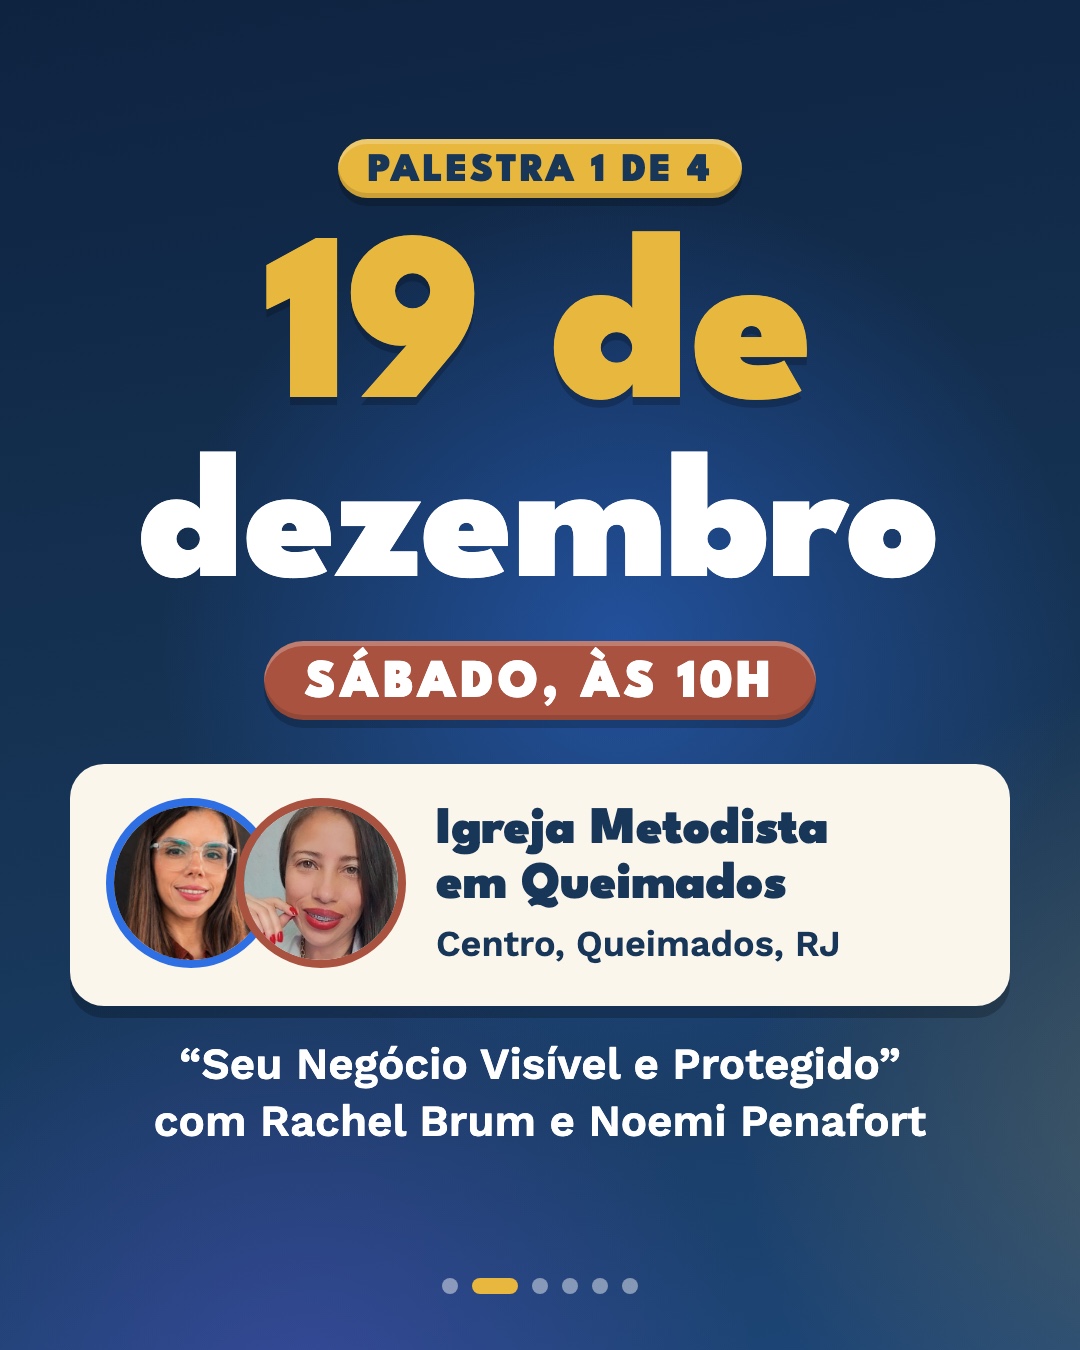 PALESTRA 1 DE 4
19 de
dezembro
SÁBADO, ÀS 10H
Igreja Metodista
em Queimados
Centro, Queimados, RJ
“Seu Negócio Visível e Protegido”
com Rachel Brum e Noemi Penafort